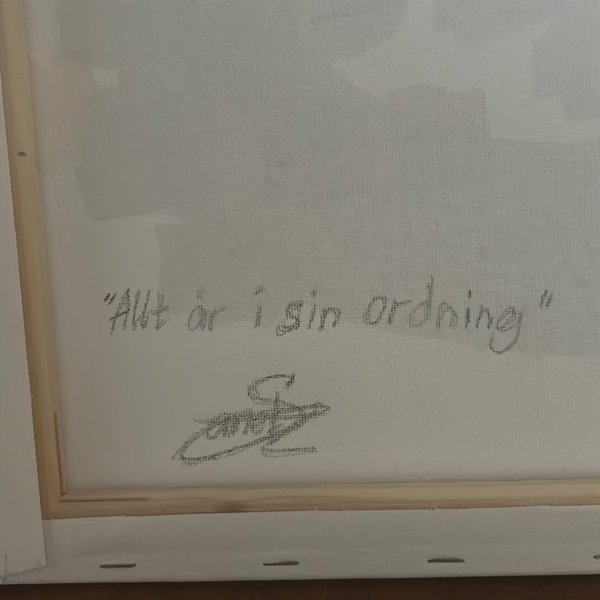 "Allt är i sin ordning"